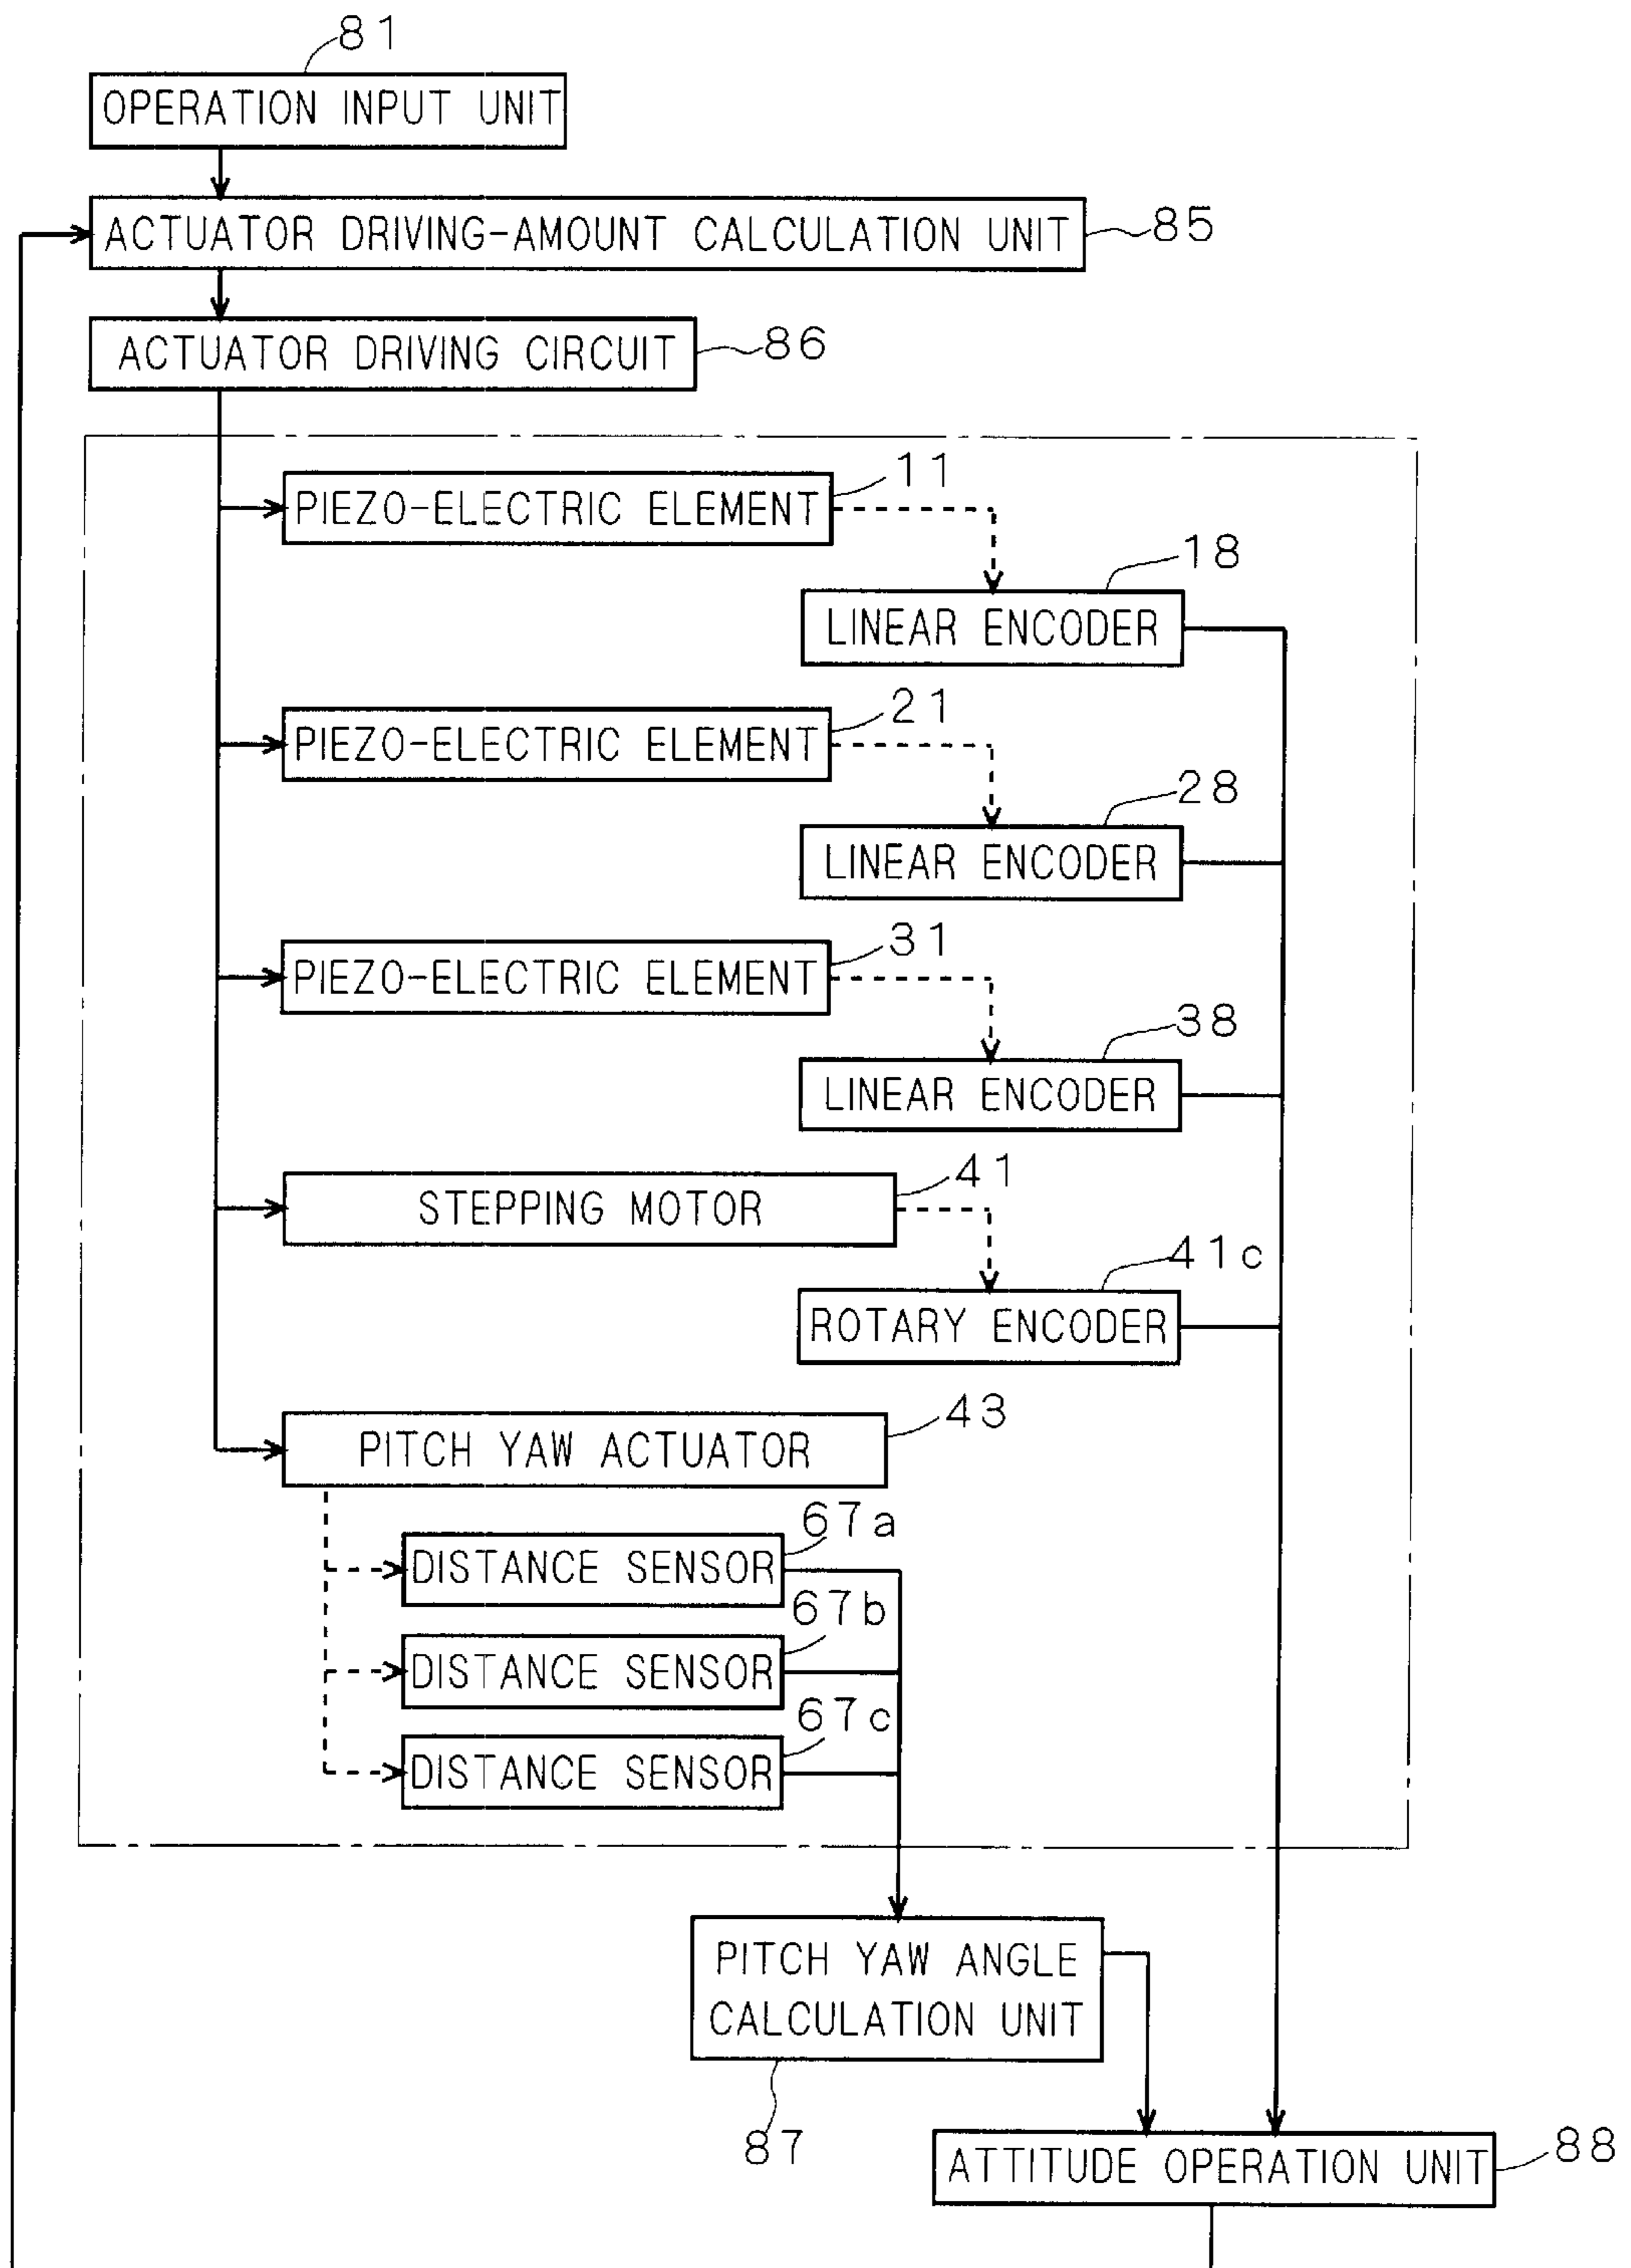 81
OPERATION INPUT UNIT
ACTUATOR DRIVING-AMOUNT CALCULATION UNIT
85
ACTUATOR DRIVING CIRCUIT
86
11
PIEZO-ELECTRIC ELEMENT
18
LINEAR ENCODER
21
PIEZO-ELECTRIC ELEMENT
28
LINEAR ENCODER
31
PIEZO-ELECTRIC ELEMENT
38
LINEAR ENCODER
41
STEPPING MOTOR
41c
ROTARY ENCODER
43
PITCH YAW ACTUATOR
67a
DISTANCE SENSOR
67b
DISTANCE SENSOR
67c
DISTANCE SENSOR
PITCH YAW ANGLE
CALCULATION UNIT
87
ATTITUDE OPERATION UNIT
88